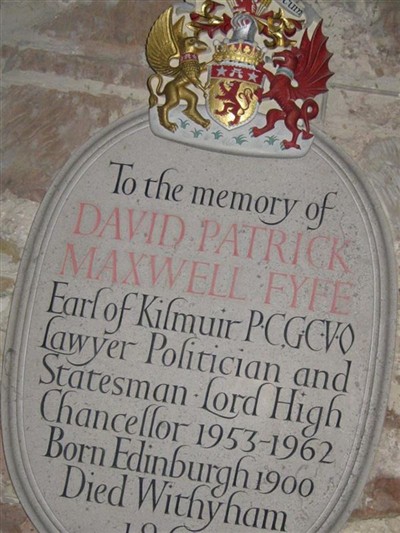 To the memory of
DAVID PATRICK
MAXWELL FYFE
Earl of Kilmuir P·C·G·C·V·O
Lawyer Politician and
Statesman · Lord High
Chancellor 1953-1962
Born Edinburgh 1900
Died Withyham